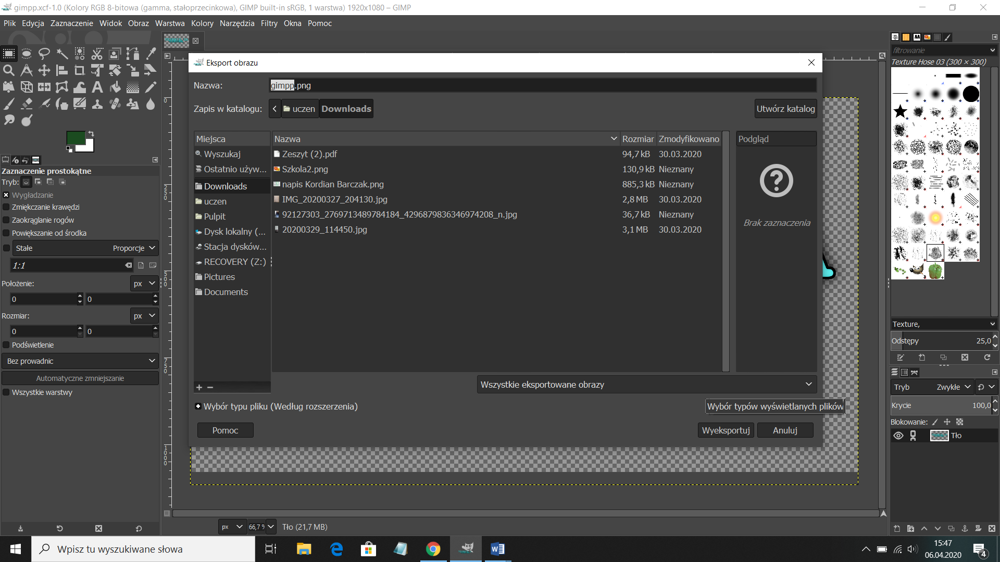 gimpp.xcf-1.0 (Kolory RGB 8-bitowa (gamma, stałoprzecinkowa), GIMP built-in sRGB, 1 warstwa) 1920x1080 – GIMP
Plik Edycja Zaznaczenie Widok Obraz Warstwa Kolory Narzędzia Filtry Okna Pomoc
Zaznaczenie prostokątne
Tryb:
Wygładzanie
Zmiękczanie krawędzi
Zaokrąglanie rogów
Powiększanie od środka
Stałe Proporcje
1:1
Położenie: px
0 0
Rozmiar: px
0 0
Podświetlenie
Bez prowadnic
Automatyczne zmniejszanie
Wszystkie warstwy
0
250
500
750
1000
Eksport obrazu
Nazwa: gimpp.png
Zapis w katalogu: uczen Downloads Utwórz katalog
Miejsca
Wyszukaj
Ostatnio używ...
Downloads
uczen
Pulpit
Dysk lokalny (...
Stacja dysków...
RECOVERY (Z:)
Pictures
Documents
Nazwa Rozmiar Zmodyfikowano
Zeszyt (2).pdf 94,7 kB 30.03.2020
Szkola2.png 130,9 kB Nieznany
napis Kordian Barczak.png 885,3 kB Nieznany
IMG_20200327_204130.jpg 2,8 MB 30.03.2020
92127303_2769713489784184_4296879836346974208_n.jpg 36,7 kB Nieznany
20200329_114450.jpg 3,1 MB 30.03.2020
Podgląd
Brak zaznaczenia
Wszystkie eksportowane obrazy
Wybór typu pliku (Według rozszerzenia)
Wybór typów wyświetlanych plików
Pomoc Wyeksportuj Anuluj
px 66,7 % Tło (21,7 MB)
filtrowanie
Texture Hose 03 (300 × 300)
Texture,
Odstępy 25,0
Tryb Zwykłe
Krycie 100,0
Blokowanie:
Tło
Wpisz tu wyszukiwane słowa
15:47
06.04.2020
4